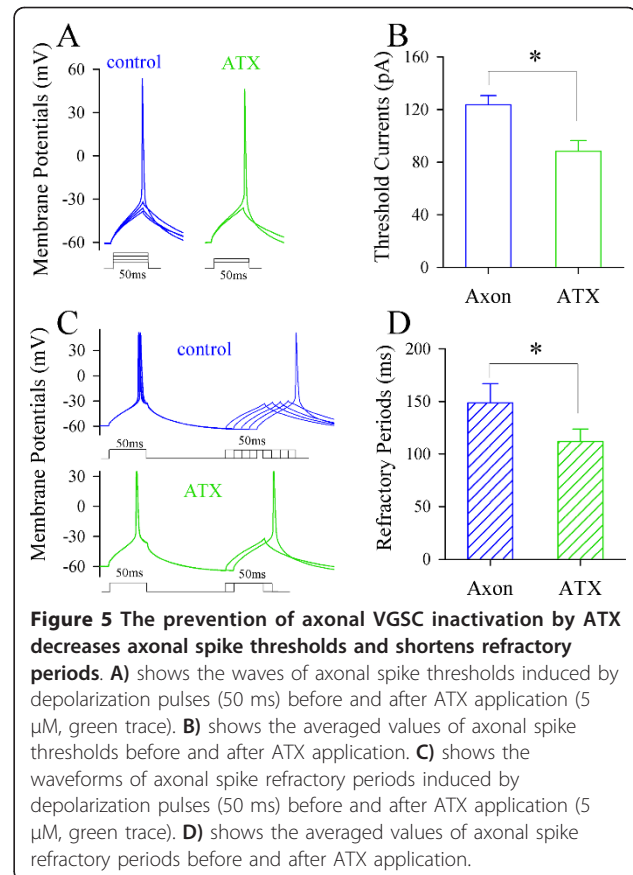 A
control
ATX
Membrane Potentials (mV)
60
30
0
-30
-60
50ms
50ms
B
*
Threshold Currents (pA)
160
120
80
40
0
Axon
ATX
C
control
Membrane Potentials (mV)
30
0
-30
-60
50ms
50ms
ATX
30
0
-30
-60
50ms
50ms
D
*
Refractory Periods (ms)
200
150
100
50
0
Axon
ATX
Figure 5 The prevention of axonal VGSC inactivation by ATX
decreases axonal spike thresholds and shortens refractory
periods. A) shows the waves of axonal spike thresholds induced by
depolarization pulses (50 ms) before and after ATX application (5
μM, green trace). B) shows the averaged values of axonal spike
thresholds before and after ATX application. C) shows the
waveforms of axonal spike refractory periods induced by
depolarization pulses (50 ms) before and after ATX application (5
μM, green trace). D) shows the averaged values of axonal spike
refractory periods before and after ATX application.